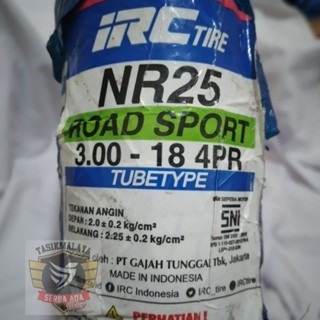 IRC TIRE
NR25
ROAD SPORT
3.00 - 18 4PR
TUBETYPE
TEKANAN ANGIN
DEPAN : 2.0 ± 0.2 kg/cm²
BELAKANG : 2.25 ± 0.2 kg/cm²
SNI
oleh : PT GAJAH TUNGGAL Tbk, Jakarta
MADE IN INDONESIA
IRC Indonesia
IRC_tire
PERHATIAN !
TASIKMALAYA
SERBA ADA